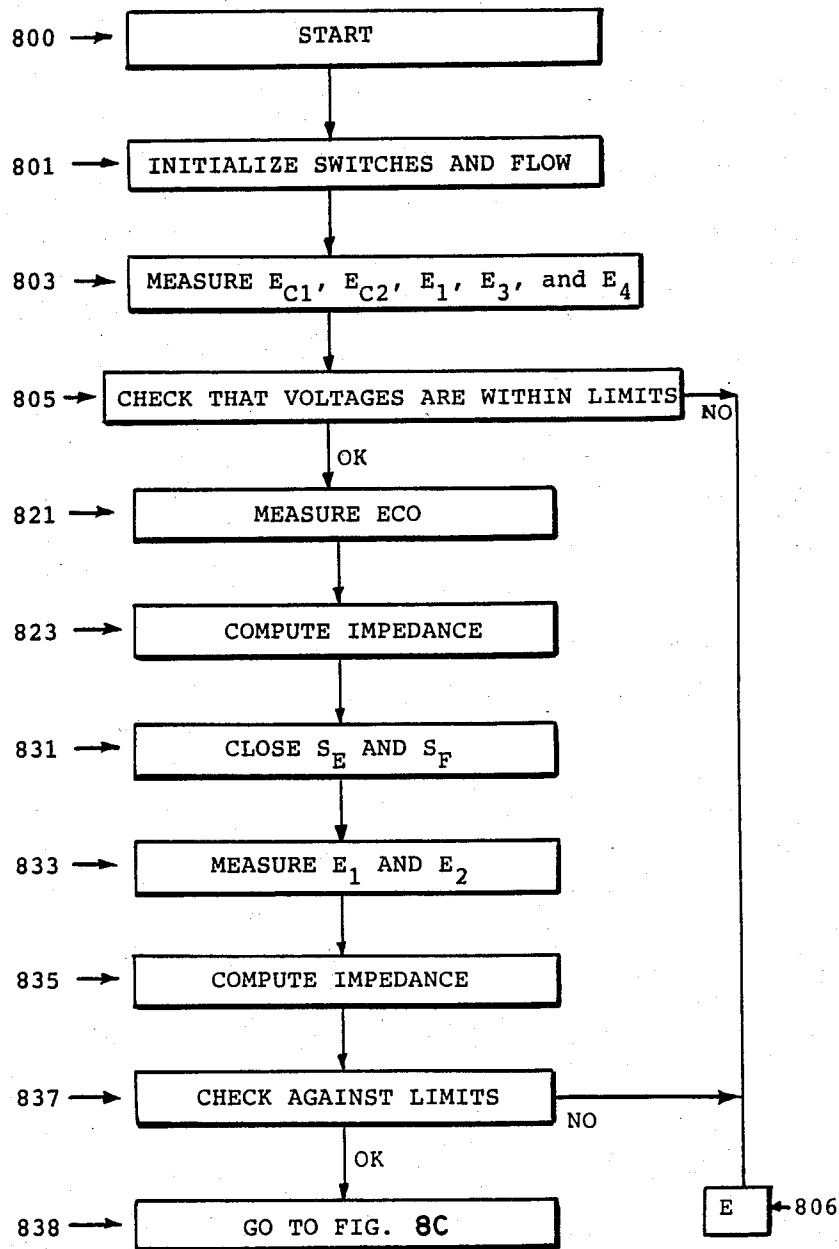 800 START
801 INITIALIZE SWITCHES AND FLOW
803 MEASURE E_C1, E_C2, E_1, E_3, and E_4
805 CHECK THAT VOLTAGES ARE WITHIN LIMITS
NO
OK
821 MEASURE ECO
823 COMPUTE IMPEDANCE
831 CLOSE S_E AND S_F
833 MEASURE E_1 AND E_2
835 COMPUTE IMPEDANCE
837 CHECK AGAINST LIMITS
NO
OK
E 806
838 GO TO FIG. 8C